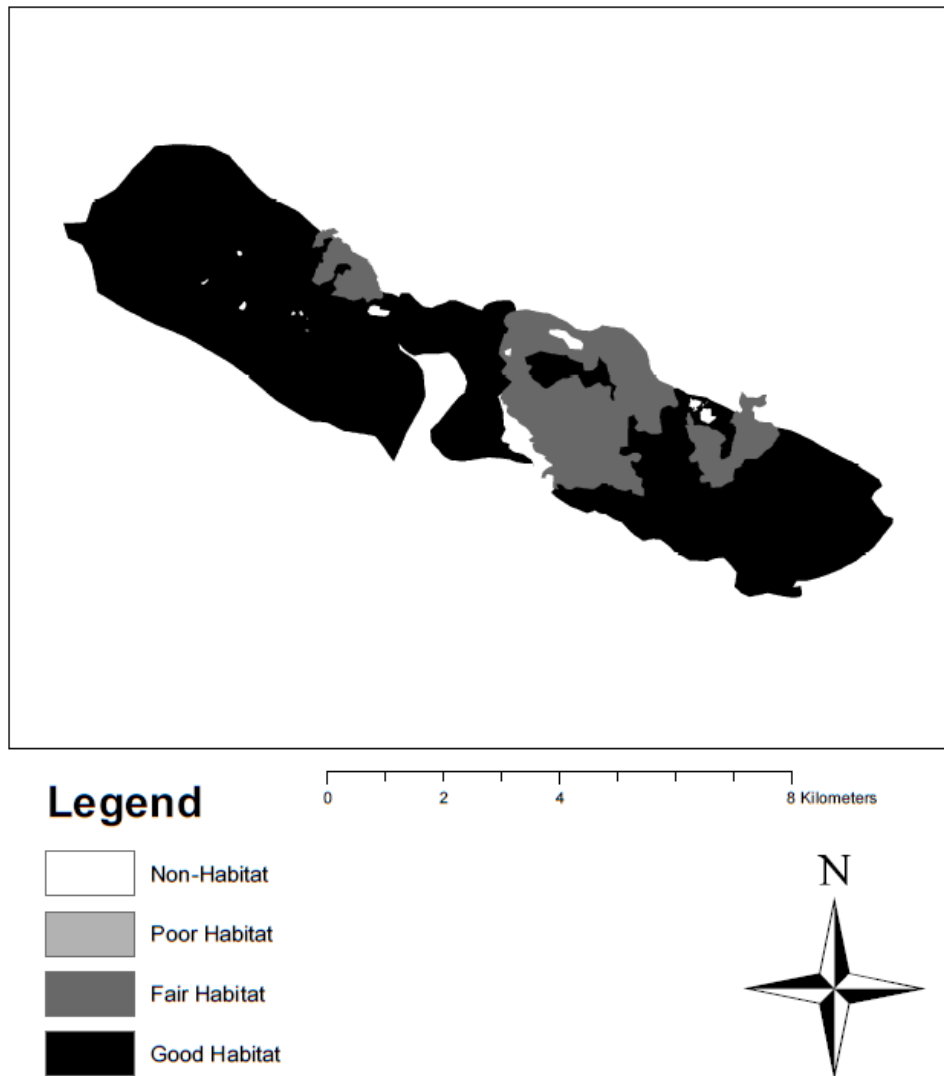 Legend
0 2 4 8 Kilometers
Non-Habitat
Poor Habitat
Fair Habitat
Good Habitat
N